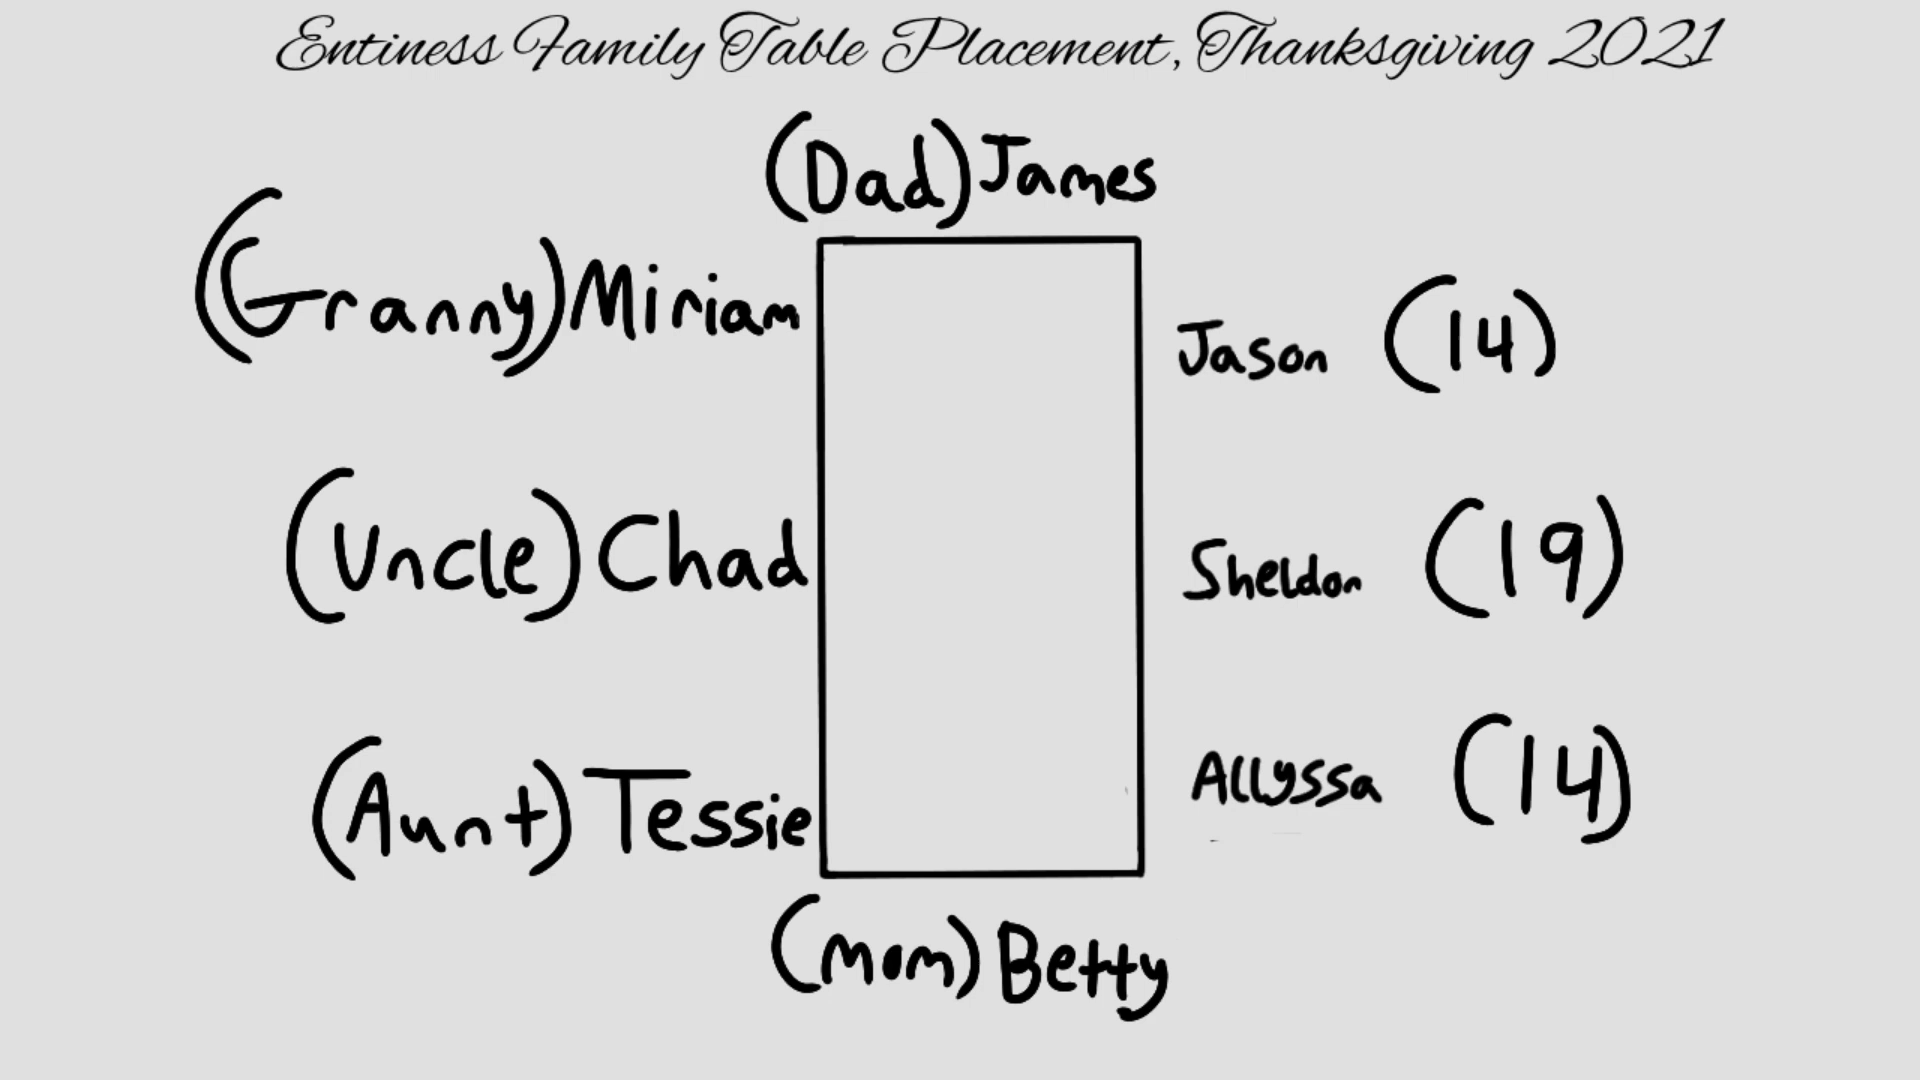 Entiness Family Table Placement, Thanksgiving 2021
(Dad) James
(Granny) Miriam
Jason (14)
(Uncle) Chad
Sheldon (19)
(Aunt) Tessie
Allyssa (14)
(Mom) Betty